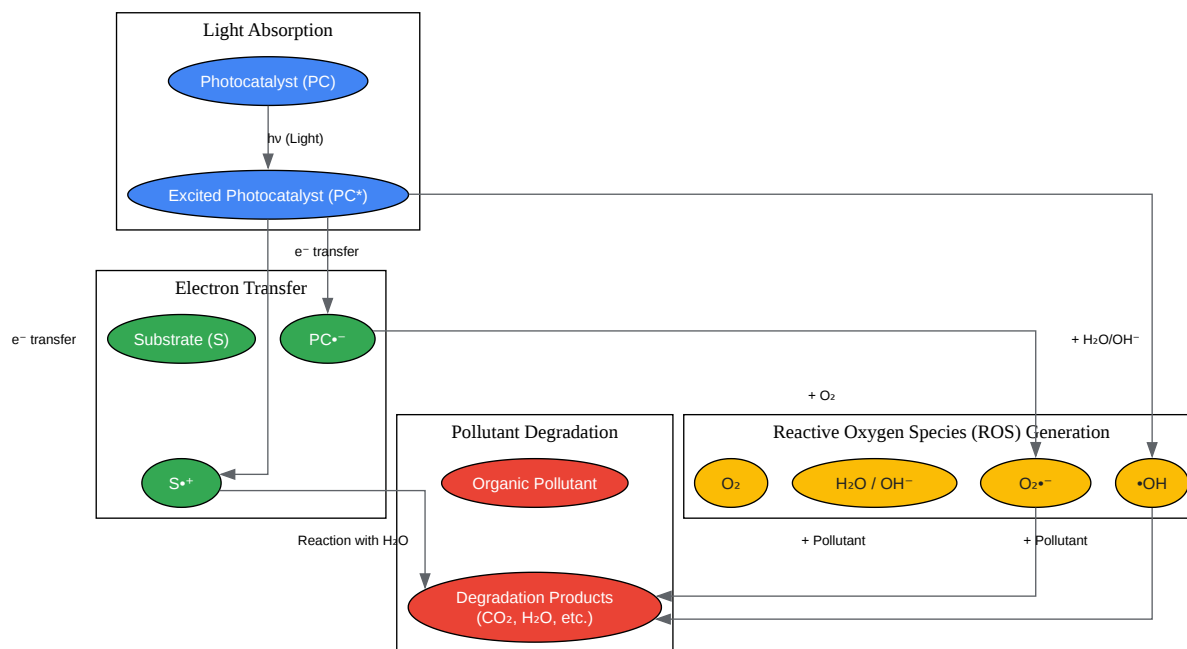 Light Absorption
Photocatalyst (PC)
hν (Light)
Excited Photocatalyst (PC*)
e⁻ transfer
Electron Transfer
Substrate (S)
PC•⁻
e⁻ transfer
+ H₂O/OH⁻
+ O₂
Pollutant Degradation
Reactive Oxygen Species (ROS) Generation
S•⁺
Organic Pollutant
O₂
H₂O / OH⁻
O₂•⁻
•OH
Reaction with H₂O
+ Pollutant
+ Pollutant
Degradation Products
(CO₂, H₂O, etc.)